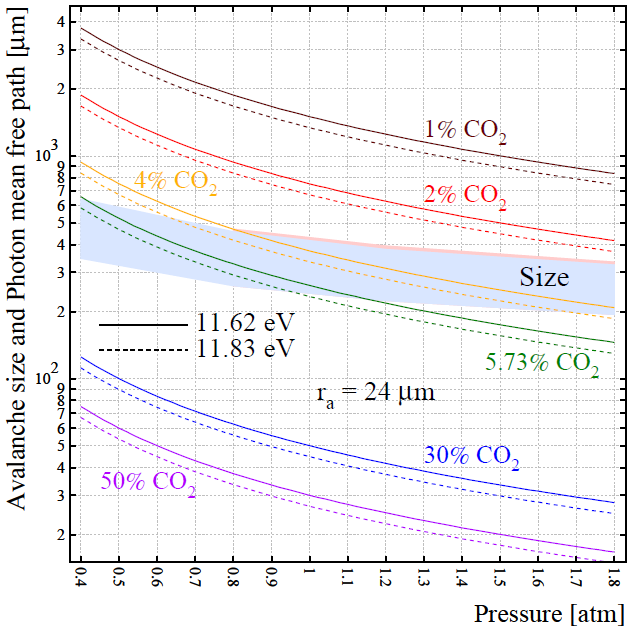 Avalanche size and Photon mean free path [μm]
4
3
2
10³
9
8
7
6
5
4
3
2
10²
9
8
7
6
5
4
3
2
1% CO₂
4% CO₂
2% CO₂
Size
11.62 eV
11.83 eV
5.73% CO₂
rₐ = 24 μm
30% CO₂
50% CO₂
0.4 0.5 0.6 0.7 0.8 0.9 1 1.1 1.2 1.3 1.4 1.5 1.6 1.7 1.8
Pressure [atm]